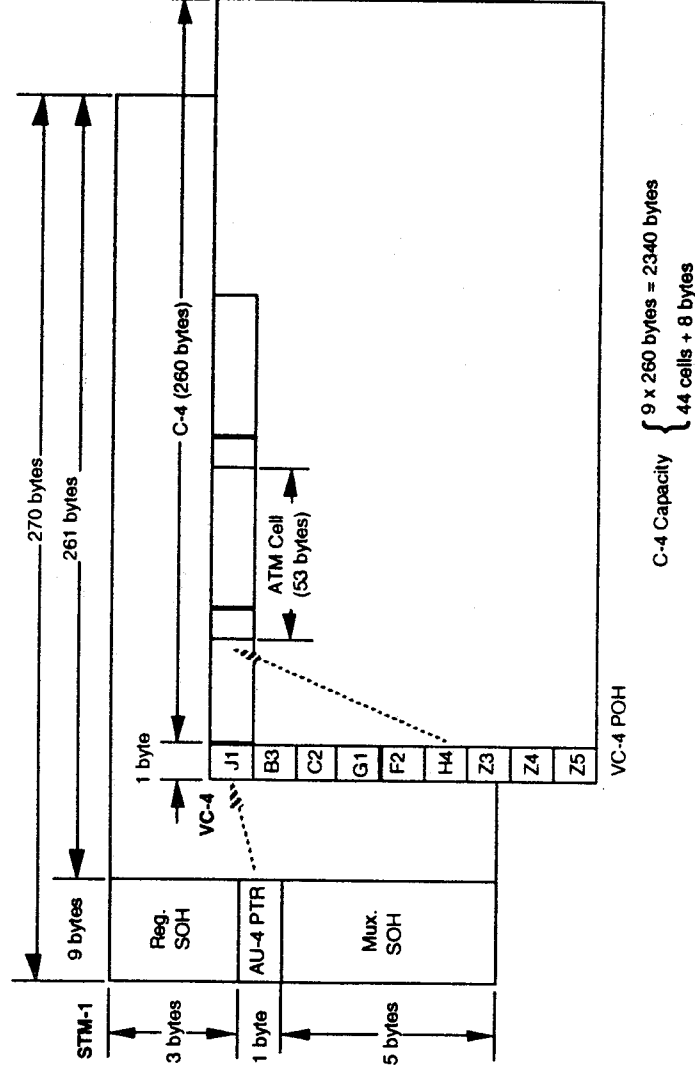 270 bytes
261 bytes
9 bytes
STM-1
3 bytes
1 byte
5 bytes
Reg.
SOH
AU-4 PTR
Mux.
SOH
1 byte
VC-4
C-4 (260 bytes)
J1
B3
C2
G1
F2
H4
Z3
Z4
Z5
ATM Cell
(53 bytes)
VC-4 POH
C-4 Capacity { 9 x 260 bytes = 2340 bytes
44 cells + 8 bytes